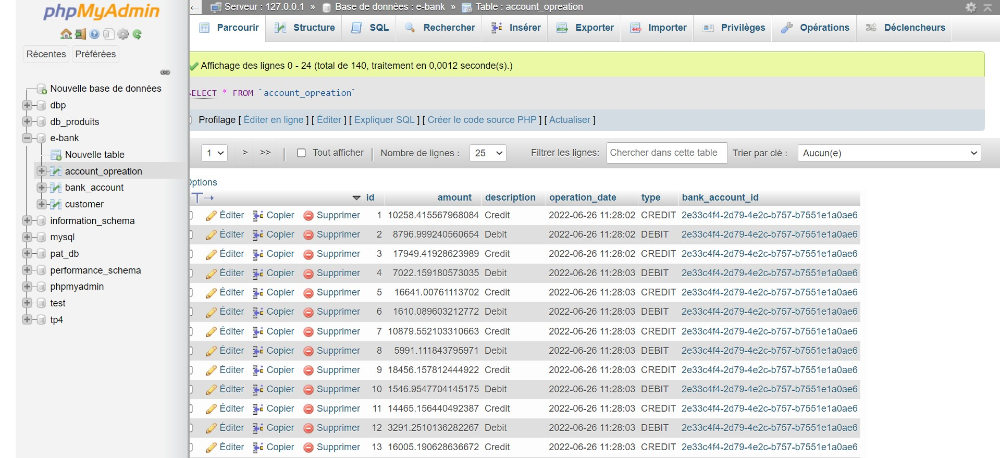 phpMyAdmin
Récentes Préférées
Nouvelle base de données
dbp
db_produits
e-bank
Nouvelle table
account_opreation
bank_account
customer
information_schema
mysql
pat_db
performance_schema
phpmyadmin
test
tp4
Serveur : 127.0.0.1 » Base de données : e-bank » Table : account_opreation
Parcourir Structure SQL Rechercher Insérer Exporter Importer Privilèges Opérations Déclencheurs
Affichage des lignes 0 - 24 (total de 140, traitement en 0,0012 seconde(s).)
SELECT * FROM `account_opreation`
Profilage [ Éditer en ligne ] [ Éditer ] [ Expliquer SQL ] [ Créer le code source PHP ] [ Actualiser ]
1 > >> | Tout afficher | Nombre de lignes : 25 Filtrer les lignes: Chercher dans cette table Trier par clé : Aucun(e)
Options
id amount description operation_date type bank_account_id
Éditer Copier Supprimer 1 10258.415567968084 Credit 2022-06-26 11:28:02 CREDIT 2e33c4f4-2d79-4e2c-b757-b7551e1a0ae6
Éditer Copier Supprimer 2 8796.999240560654 Debit 2022-06-26 11:28:02 DEBIT 2e33c4f4-2d79-4e2c-b757-b7551e1a0ae6
Éditer Copier Supprimer 3 17949.41928623989 Credit 2022-06-26 11:28:02 CREDIT 2e33c4f4-2d79-4e2c-b757-b7551e1a0ae6
Éditer Copier Supprimer 4 7022.159180573035 Debit 2022-06-26 11:28:03 DEBIT 2e33c4f4-2d79-4e2c-b757-b7551e1a0ae6
Éditer Copier Supprimer 5 16641.00761113702 Credit 2022-06-26 11:28:03 CREDIT 2e33c4f4-2d79-4e2c-b757-b7551e1a0ae6
Éditer Copier Supprimer 6 1610.089603212772 Debit 2022-06-26 11:28:03 DEBIT 2e33c4f4-2d79-4e2c-b757-b7551e1a0ae6
Éditer Copier Supprimer 7 10879.552103310663 Credit 2022-06-26 11:28:03 CREDIT 2e33c4f4-2d79-4e2c-b757-b7551e1a0ae6
Éditer Copier Supprimer 8 5991.111843795971 Debit 2022-06-26 11:28:03 DEBIT 2e33c4f4-2d79-4e2c-b757-b7551e1a0ae6
Éditer Copier Supprimer 9 18456.157812444922 Credit 2022-06-26 11:28:03 CREDIT 2e33c4f4-2d79-4e2c-b757-b7551e1a0ae6
Éditer Copier Supprimer 10 1546.9547704145175 Debit 2022-06-26 11:28:03 DEBIT 2e33c4f4-2d79-4e2c-b757-b7551e1a0ae6
Éditer Copier Supprimer 11 14465.156440492387 Credit 2022-06-26 11:28:03 CREDIT 2e33c4f4-2d79-4e2c-b757-b7551e1a0ae6
Éditer Copier Supprimer 12 3291.2510136282267 Debit 2022-06-26 11:28:03 DEBIT 2e33c4f4-2d79-4e2c-b757-b7551e1a0ae6
Éditer Copier Supprimer 13 16005.190628636672 Credit 2022-06-26 11:28:03 CREDIT 2e33c4f4-2d79-4e2c-b757-b7551e1a0ae6